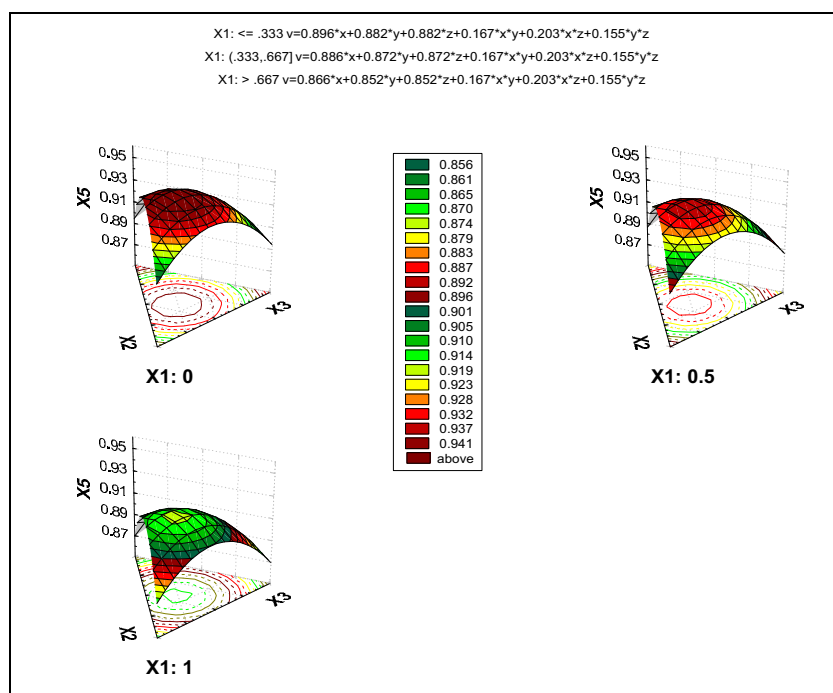 X1: <= .333 v=0.896*x+0.882*y+0.882*z+0.167*x*y+0.203*x*z+0.155*y*z
X1: (.333,.667] v=0.886*x+0.872*y+0.872*z+0.167*x*y+0.203*x*z+0.155*y*z
X1: > .667 v=0.866*x+0.852*y+0.852*z+0.167*x*y+0.203*x*z+0.155*y*z
0.95
0.93
0.91
0.89
0.87
X5
X2
X3
X1: 0
0.856
0.861
0.865
0.870
0.874
0.879
0.883
0.887
0.892
0.896
0.901
0.905
0.910
0.914
0.919
0.923
0.928
0.932
0.937
0.941
above
0.95
0.93
0.91
0.89
0.87
X5
X2
X3
X1: 0.5
0.95
0.93
0.91
0.89
0.87
X5
X2
X3
X1: 1